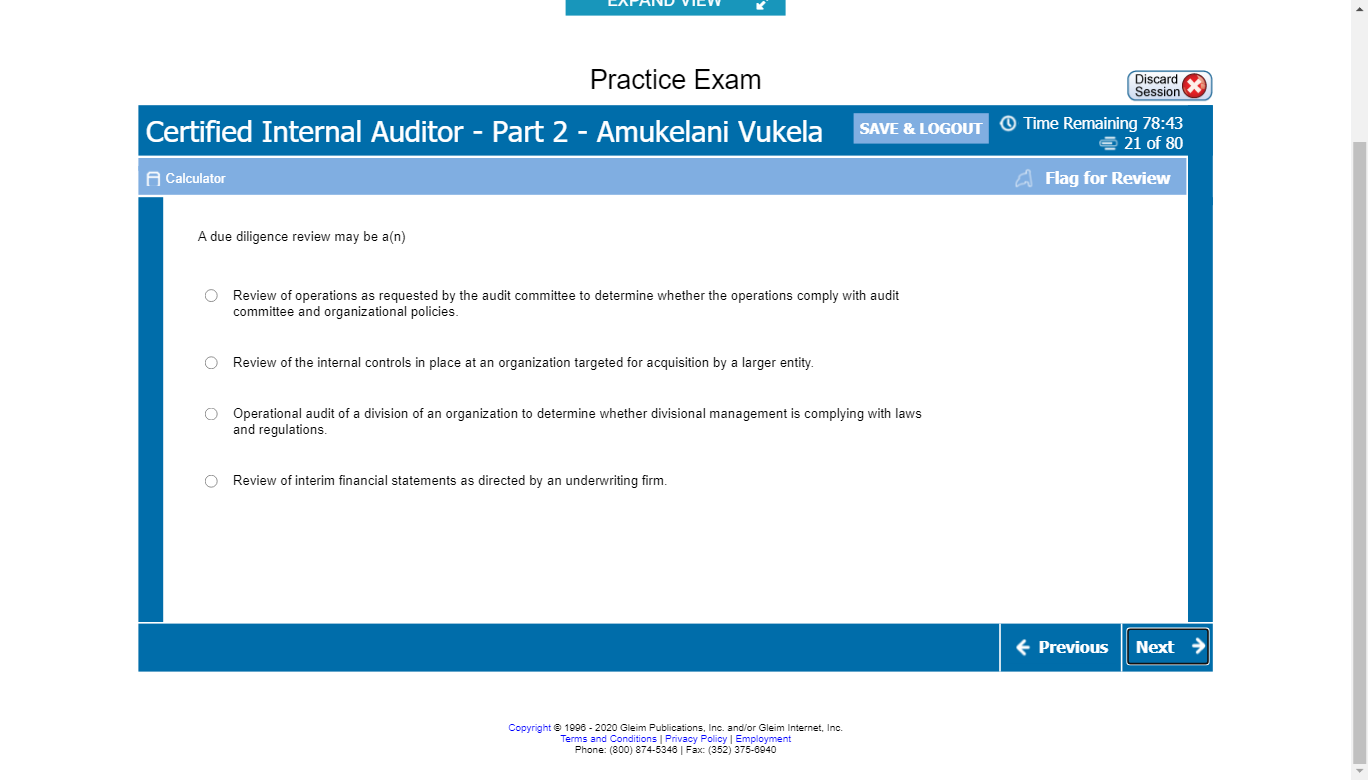 EXPAND VIEW
Practice Exam
Discard
Session
Certified Internal Auditor - Part 2 - Amukelani Vukela
SAVE & LOGOUT
Time Remaining 78:43
21 of 80
Calculator
Flag for Review
A due diligence review may be a(n)
Review of operations as requested by the audit committee to determine whether the operations comply with audit
committee and organizational policies.
Review of the internal controls in place at an organization targeted for acquisition by a larger entity.
Operational audit of a division of an organization to determine whether divisional management is complying with laws
and regulations.
Review of interim financial statements as directed by an underwriting firm.
Previous
Next
Copyright © 1996 - 2020 Gleim Publications, Inc. and/or Gleim Internet, Inc.
Terms and Conditions | Privacy Policy | Employment
Phone: (800) 874-5346 | Fax: (352) 375-6940